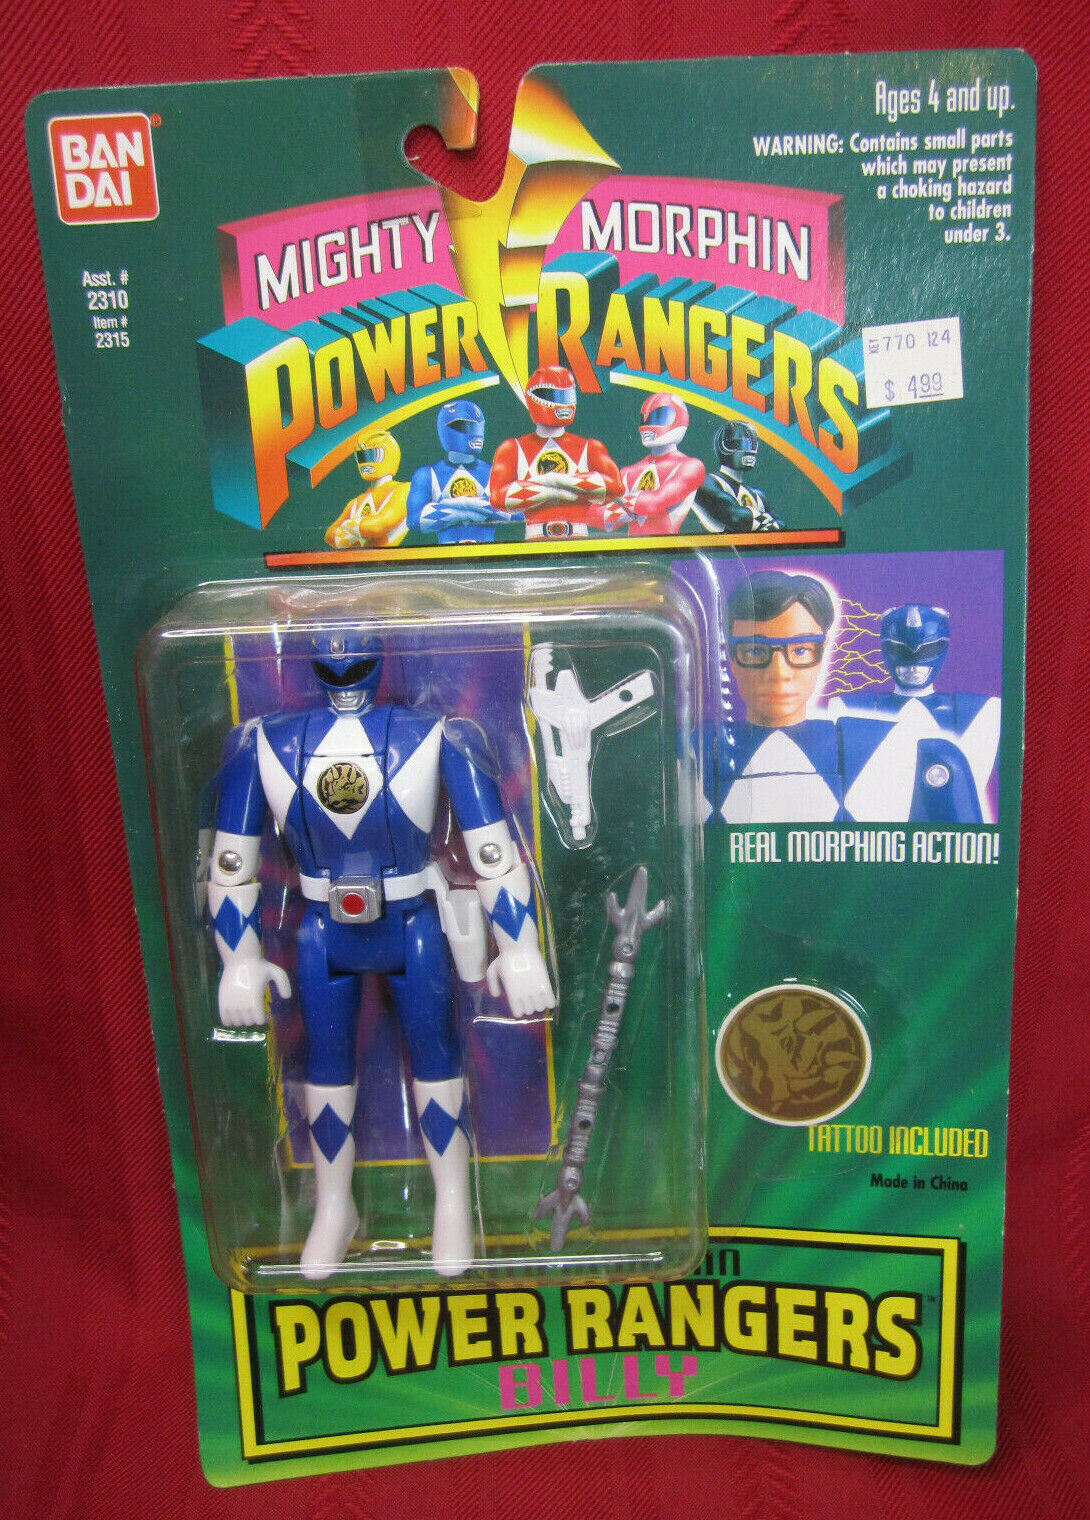 BAN
DAI
®
Asst. #
2310
Item #
2315
Ages 4 and up.
WARNING: Contains small parts
which may present
a choking hazard
to children
under 3.
MIGHTY MORPHIN
POWER RANGERS
KEY 770 124
$ 4.99
REAL MORPHING ACTION!
TATTOO INCLUDED
Made in China
POWER RANGERS™
BILLY